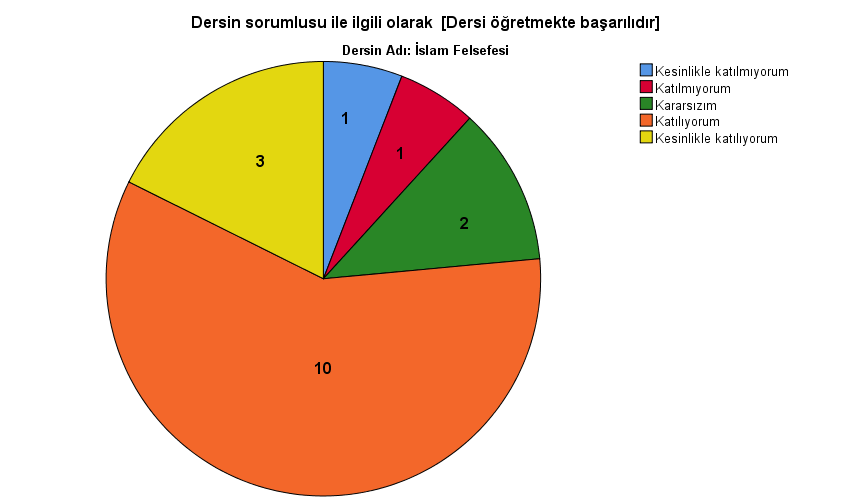 Dersin sorumlusu ile ilgili olarak [Dersi öğretmekte başarılıdır]
Dersin Adı: İslam Felsefesi
Kesinlikle katılmıyorum
Katılmıyorum
Kararsızım
Katılıyorum
Kesinlikle katılıyorum
1
1
2
10
3